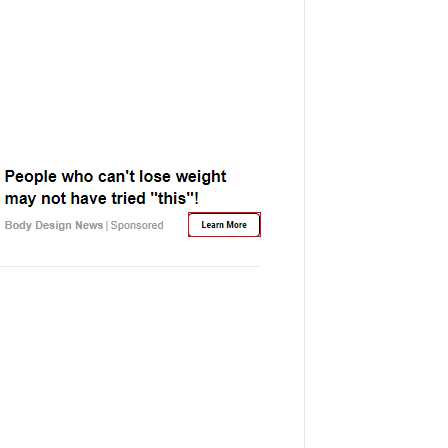 People who can't lose weight
may not have tried "this"!
Body Design News | Sponsored
Learn More